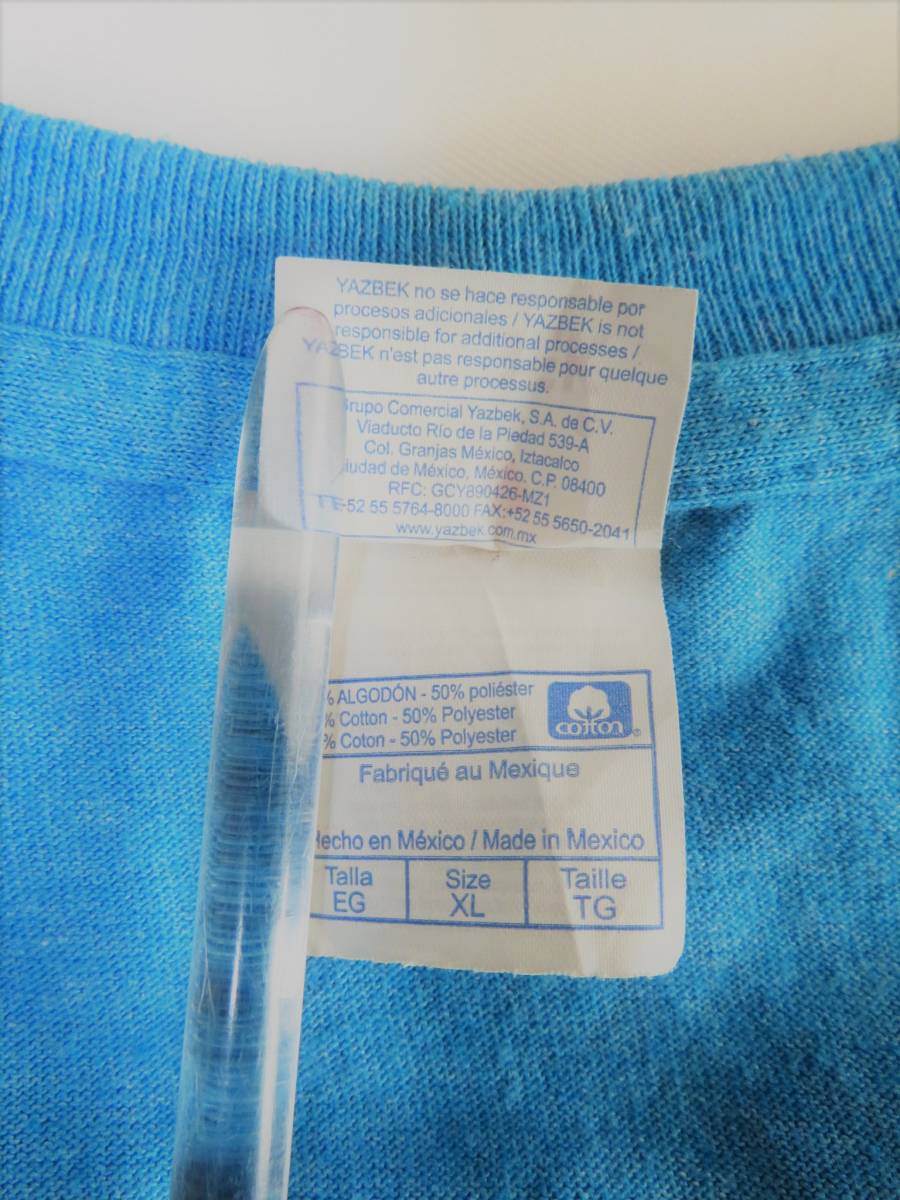 YAZBEK no se hace responsable por
procesos adicionales / YAZBEK is not
responsible for additional processes /
YAZBEK n'est pas responsable pour quelque
autre processus.
Grupo Comercial Yazbek, S.A. de C.V.
Viaducto Río de la Piedad 539-A
Col. Granjas México, Iztacalco
iudad de México, México. C.P. 08400
RFC: GCY890426-MZ1
52 55 5764-8000 FAX:+52 55 5650-2041
www.yazbek.com.mx
% ALGODÓN - 50% poliéster
% Cotton - 50% Polyester
% Coton - 50% Polyester
cotton ®
Fabriqué au Mexique
Hecho en México / Made in Mexico
Talla Size Taille
EG XL TG